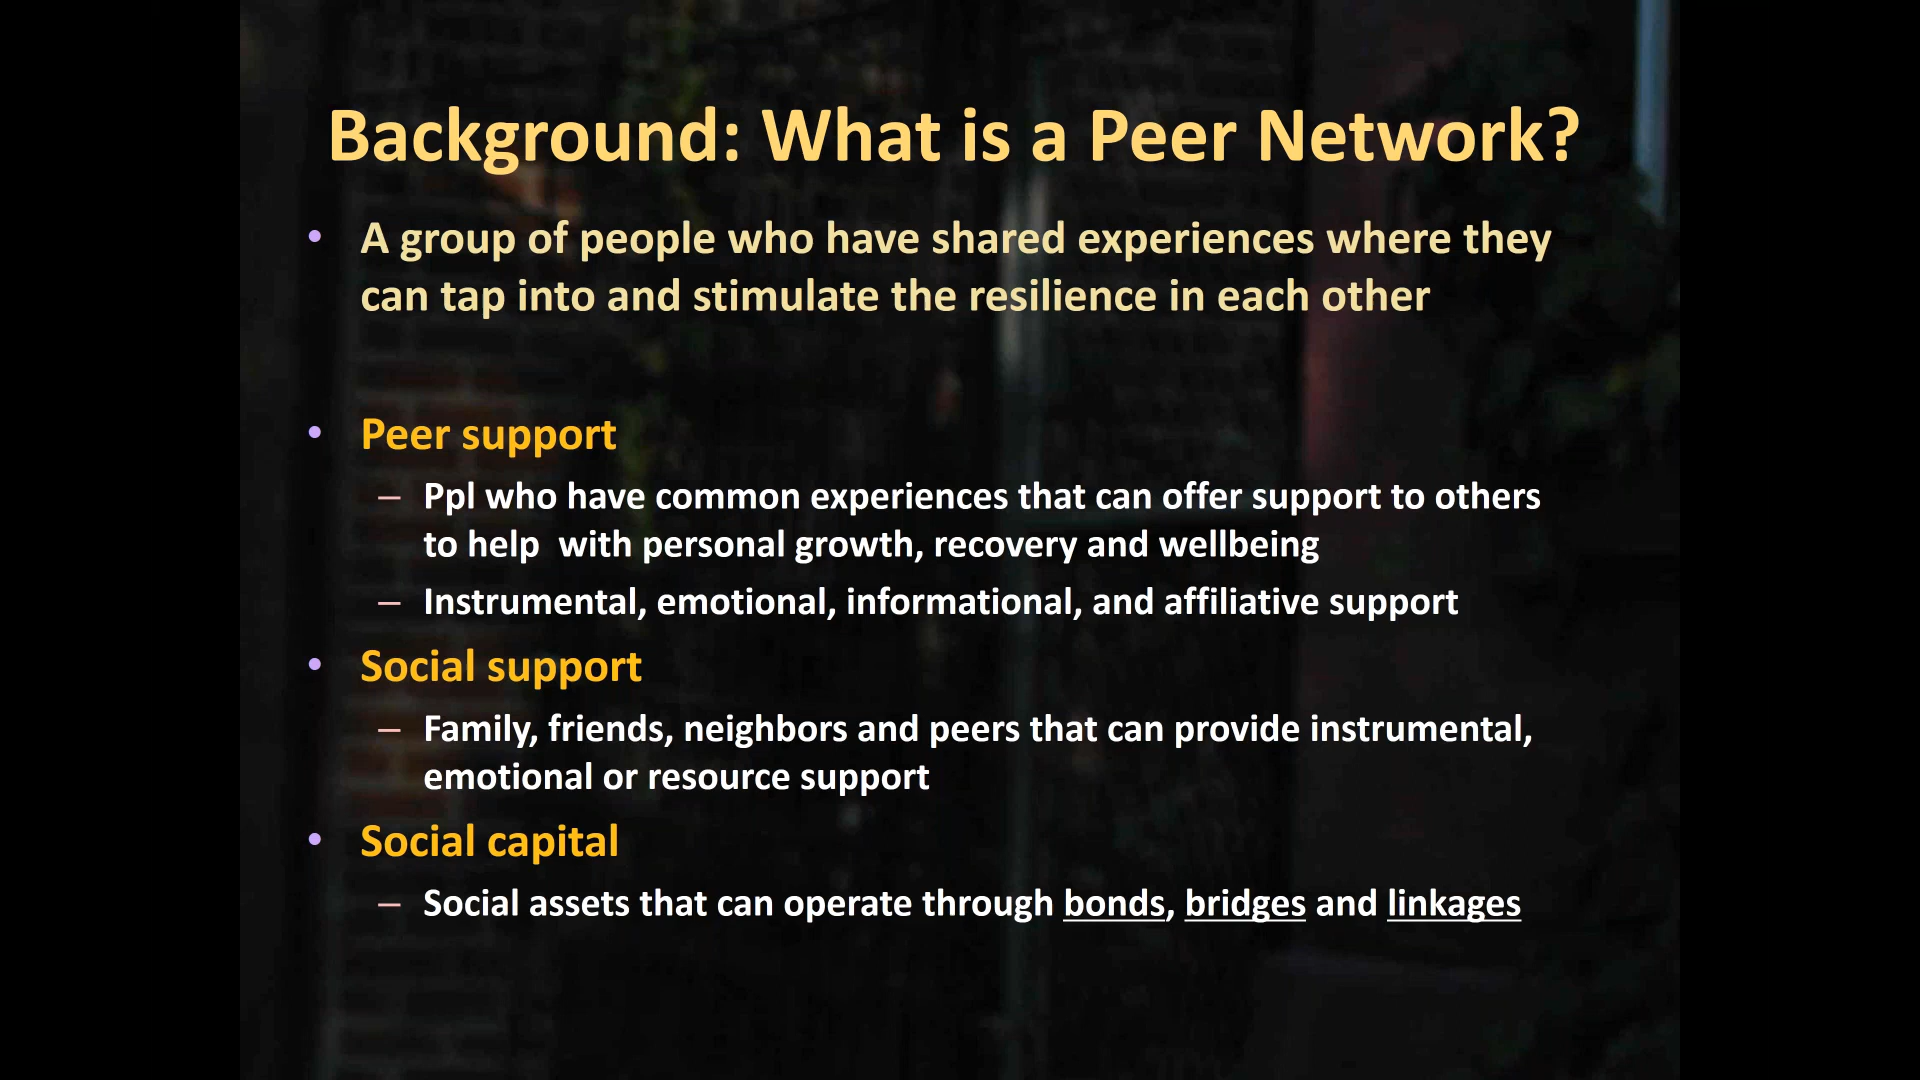 Background: What is a Peer Network?
• A group of people who have shared experiences where they
can tap into and stimulate the resilience in each other
• Peer support
– Ppl who have common experiences that can offer support to others
to help  with personal growth, recovery and wellbeing
– Instrumental, emotional, informational, and affiliative support
• Social support
– Family, friends, neighbors and peers that can provide instrumental,
emotional or resource support
• Social capital
– Social assets that can operate through bonds, bridges and linkages